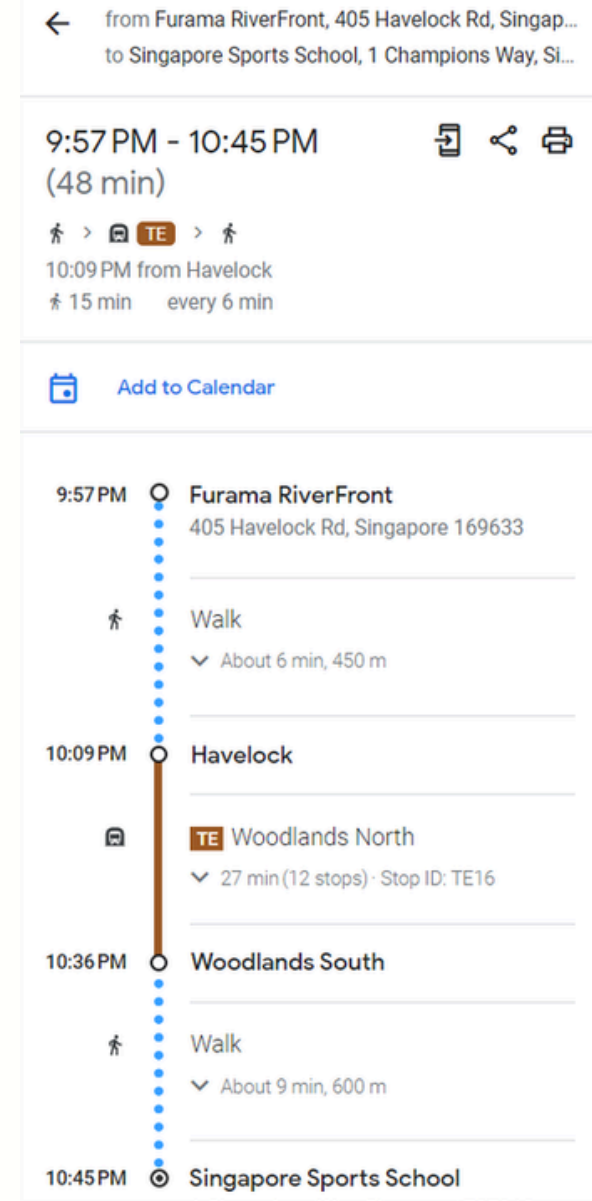 from Furama RiverFront, 405 Havelock Rd, Singap...
to Singapore Sports School, 1 Champions Way, Si...
9:57 PM - 10:45 PM
(48 min)
TE
10:09 PM from Havelock
15 min every 6 min
Add to Calendar
9:57 PM Furama RiverFront
405 Havelock Rd, Singapore 169633
Walk
About 6 min, 450 m
10:09 PM Havelock
TE Woodlands North
27 min (12 stops) · Stop ID: TE16
10:36 PM Woodlands South
Walk
About 9 min, 600 m
10:45 PM Singapore Sports School